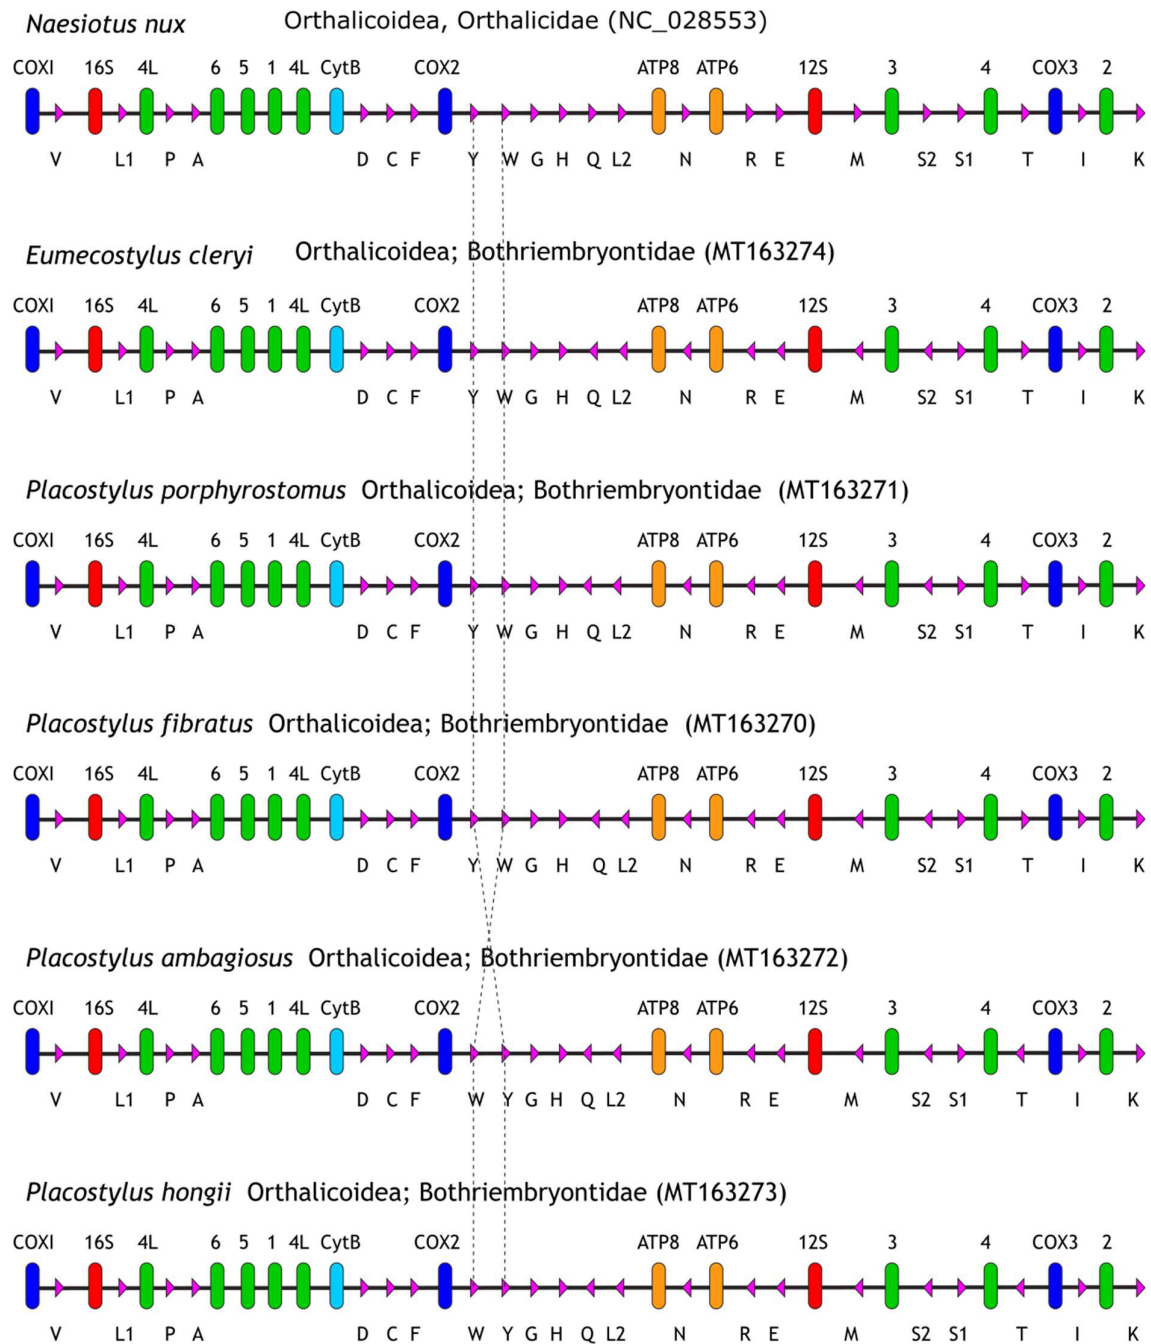 Naesiotus nux Orthalicoidea, Orthalicidae (NC_028553)
COXI 16S 4L 6 5 1 4L CytB COX2 ATP8 ATP6 12S 3 4 COX3 2
V L1 P A D C F Y W G H Q L2 N R E M S2 S1 T I K
Eumecostylus cleryi Orthalicoidea; Bothriembryontidae (MT163274)
COXI 16S 4L 6 5 1 4L CytB COX2 ATP8 ATP6 12S 3 4 COX3 2
V L1 P A D C F Y W G H Q L2 N R E M S2 S1 T I K
Placostylus porphyrostomus Orthalicoidea; Bothriembryontidae (MT163271)
COXI 16S 4L 6 5 1 4L CytB COX2 ATP8 ATP6 12S 3 4 COX3 2
V L1 P A D C F Y W G H Q L2 N R E M S2 S1 T I K
Placostylus fibratus Orthalicoidea; Bothriembryontidae (MT163270)
COXI 16S 4L 6 5 1 4L CytB COX2 ATP8 ATP6 12S 3 4 COX3 2
V L1 P A D C F Y W G H Q L2 N R E M S2 S1 T I K
Placostylus ambagiosus Orthalicoidea; Bothriembryontidae (MT163272)
COXI 16S 4L 6 5 1 4L CytB COX2 ATP8 ATP6 12S 3 4 COX3 2
V L1 P A D C F W Y G H Q L2 N R E M S2 S1 T I K
Placostylus hongii Orthalicoidea; Bothriembryontidae (MT163273)
COXI 16S 4L 6 5 1 4L CytB COX2 ATP8 ATP6 12S 3 4 COX3 2
V L1 P A D C F W Y G H Q L2 N R E M S2 S1 T I K